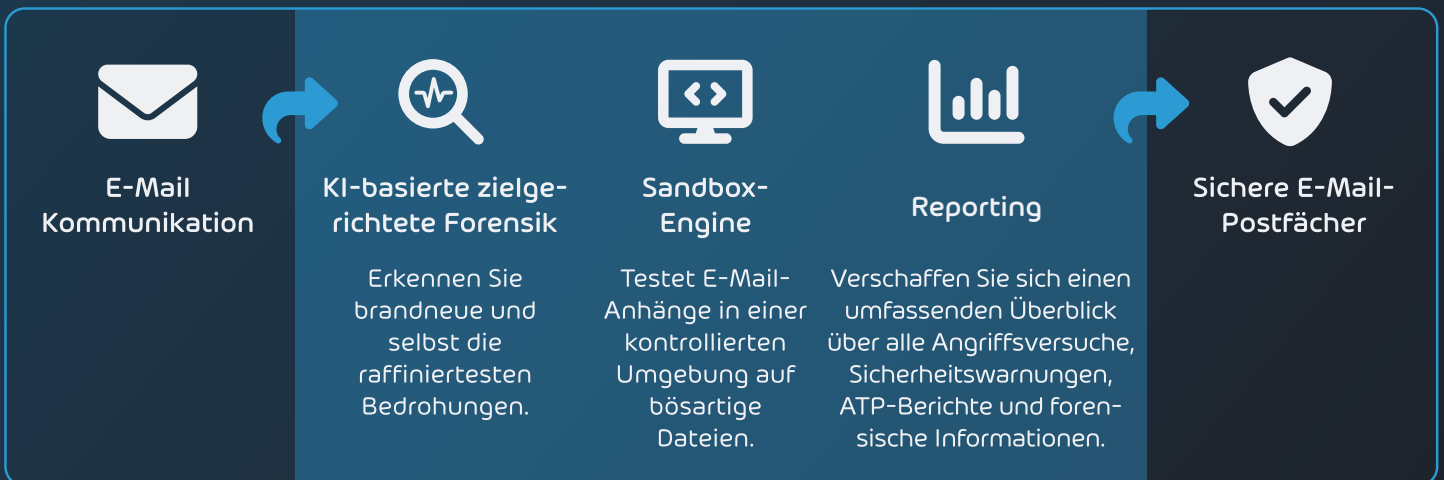 E-Mail
Kommunikation
KI-basierte zielge-
richtete Forensik
Erkennen Sie
brandneue und
selbst die
raffiniertesten
Bedrohungen.
Sandbox-
Engine
Testet E-Mail-
Anhänge in einer
kontrollierten
Umgebung auf
bösartige
Dateien.
Reporting
Verschaffen Sie sich einen
umfassenden Überblick
über alle Angriffsversuche,
Sicherheitswarnungen,
ATP-Berichte und foren-
sische Informationen.
Sichere E-Mail-
Postfächer